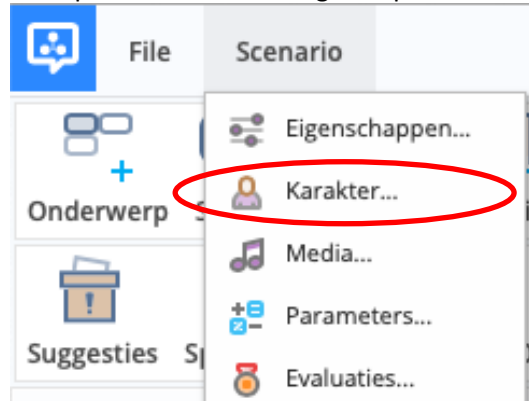 File Scenario
Eigenschappen...
Onderwerp
Karakter...
Media...
Parameters...
Suggesties
Evaluaties...